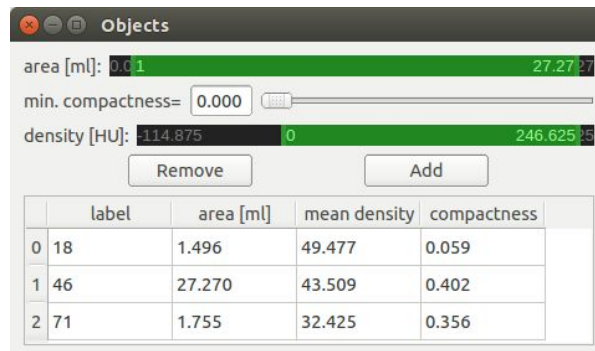 Objects
area [ml]: 0.0 1 27.27 27
min. compactness= 0.000
density [HU]: -114.875 0 246.625 25
Remove Add
label area [ml] mean density compactness
0 18 1.496 49.477 0.059
1 46 27.270 43.509 0.402
2 71 1.755 32.425 0.356